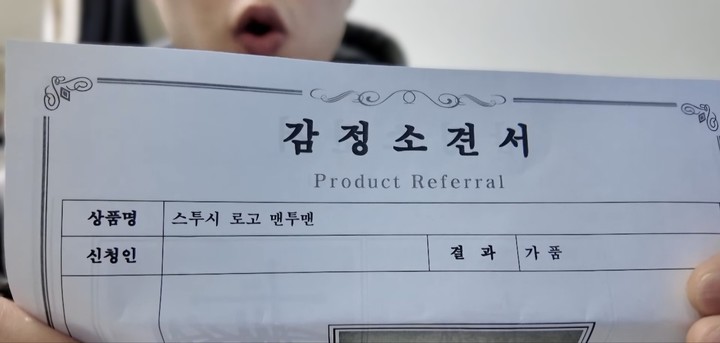 감정소견서
Product Referral
상품명 스투시 로고 맨투맨
신청인 결 과 가 품